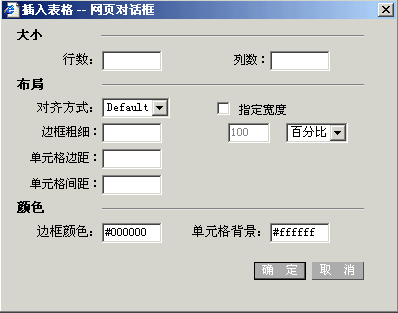 插入表格 -- 网页对话框
大小
行数： 列数：
布局
对齐方式： Default 指定宽度
边框粗细： 100 百分比
单元格边距：
单元格间距：
颜色
边框颜色： #000000 单元格背景： #ffffff
确 定 取 消